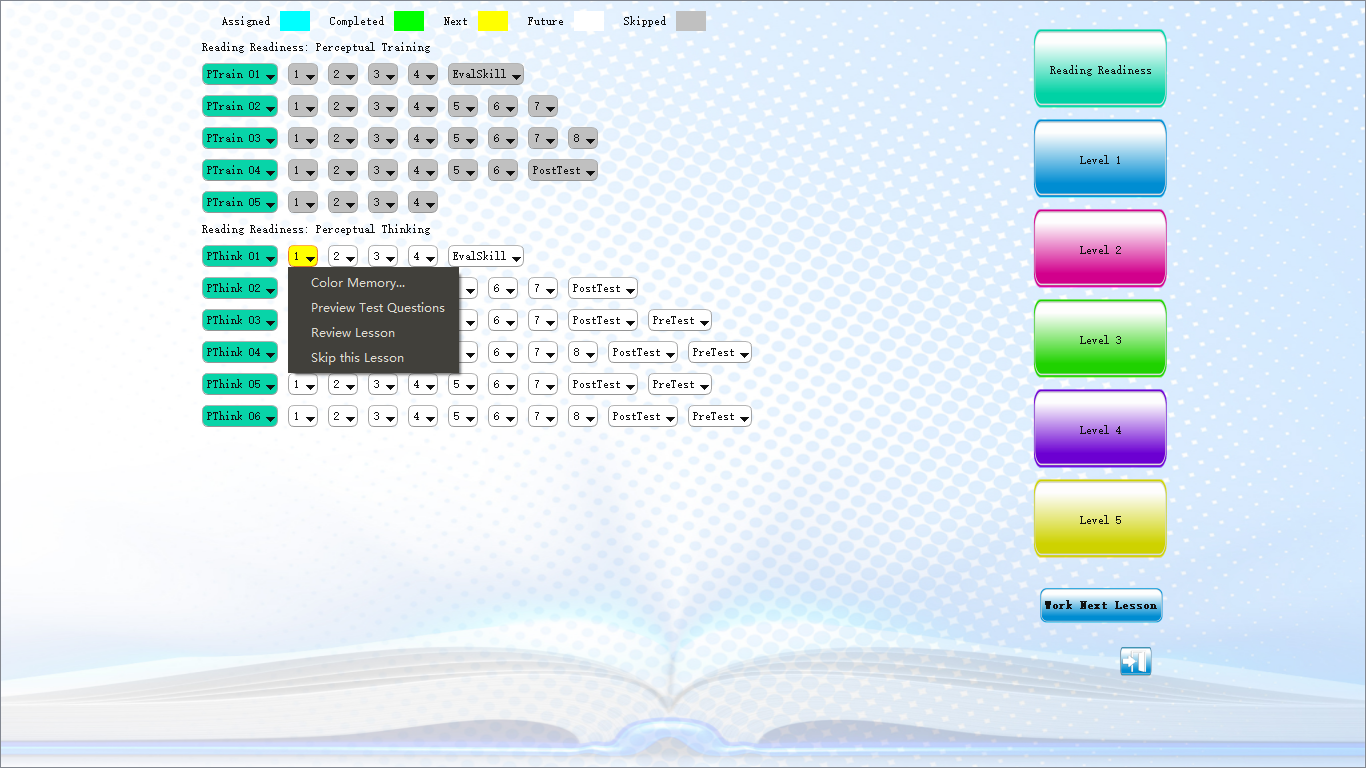 Assigned Completed Next Future Skipped
Reading Readiness: Perceptual Training
PTrain 01 1 2 3 4 EvalSkill
PTrain 02 1 2 3 4 5 6 7
PTrain 03 1 2 3 4 5 6 7 8
PTrain 04 1 2 3 4 5 6 PostTest
PTrain 05 1 2 3 4
Reading Readiness: Perceptual Thinking
PThink 01 1 2 3 4 EvalSkill
Color Memory...
Preview Test Questions
Review Lesson
Skip this Lesson
PThink 02 6 7 PostTest
PThink 03 6 7 PostTest PreTest
PThink 04 6 7 8 PostTest PreTest
PThink 05 1 2 3 4 5 6 7 PostTest PreTest
PThink 06 1 2 3 4 5 6 7 8 PostTest PreTest
Reading Readiness
Level 1
Level 2
Level 3
Level 4
Level 5
Work Next Lesson